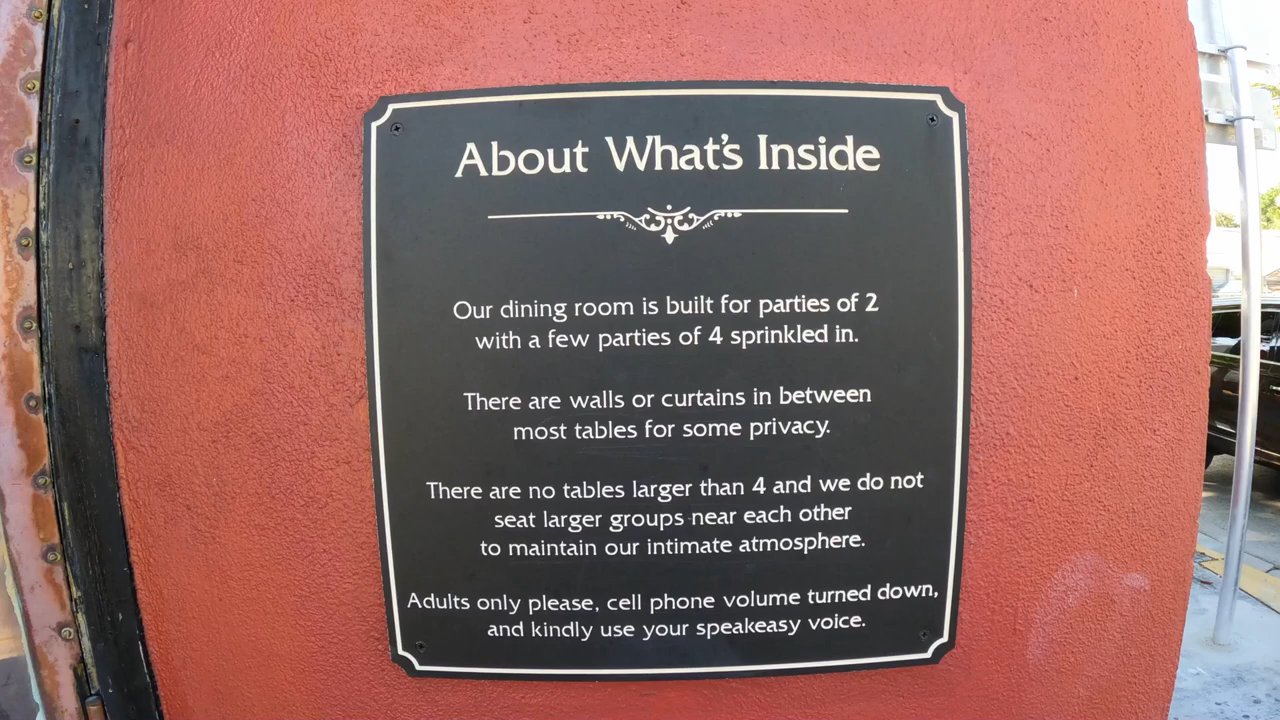 About What's Inside
Our dining room is built for parties of 2
with a few parties of 4 sprinkled in.
There are walls or curtains in between
most tables for some privacy.
There are no tables larger than 4 and we do not
seat larger groups near each other
to maintain our intimate atmosphere.
Adults only please, cell phone volume turned down,
and kindly use your speakeasy voice.